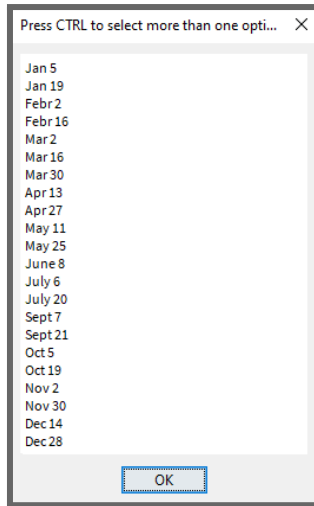 Press CTRL to select more than one opti...
Jan 5
Jan 19
Febr 2
Febr 16
Mar 2
Mar 16
Mar 30
Apr 13
Apr 27
May 11
May 25
June 8
July 6
July 20
Sept 7
Sept 21
Oct 5
Oct 19
Nov 2
Nov 30
Dec 14
Dec 28
OK